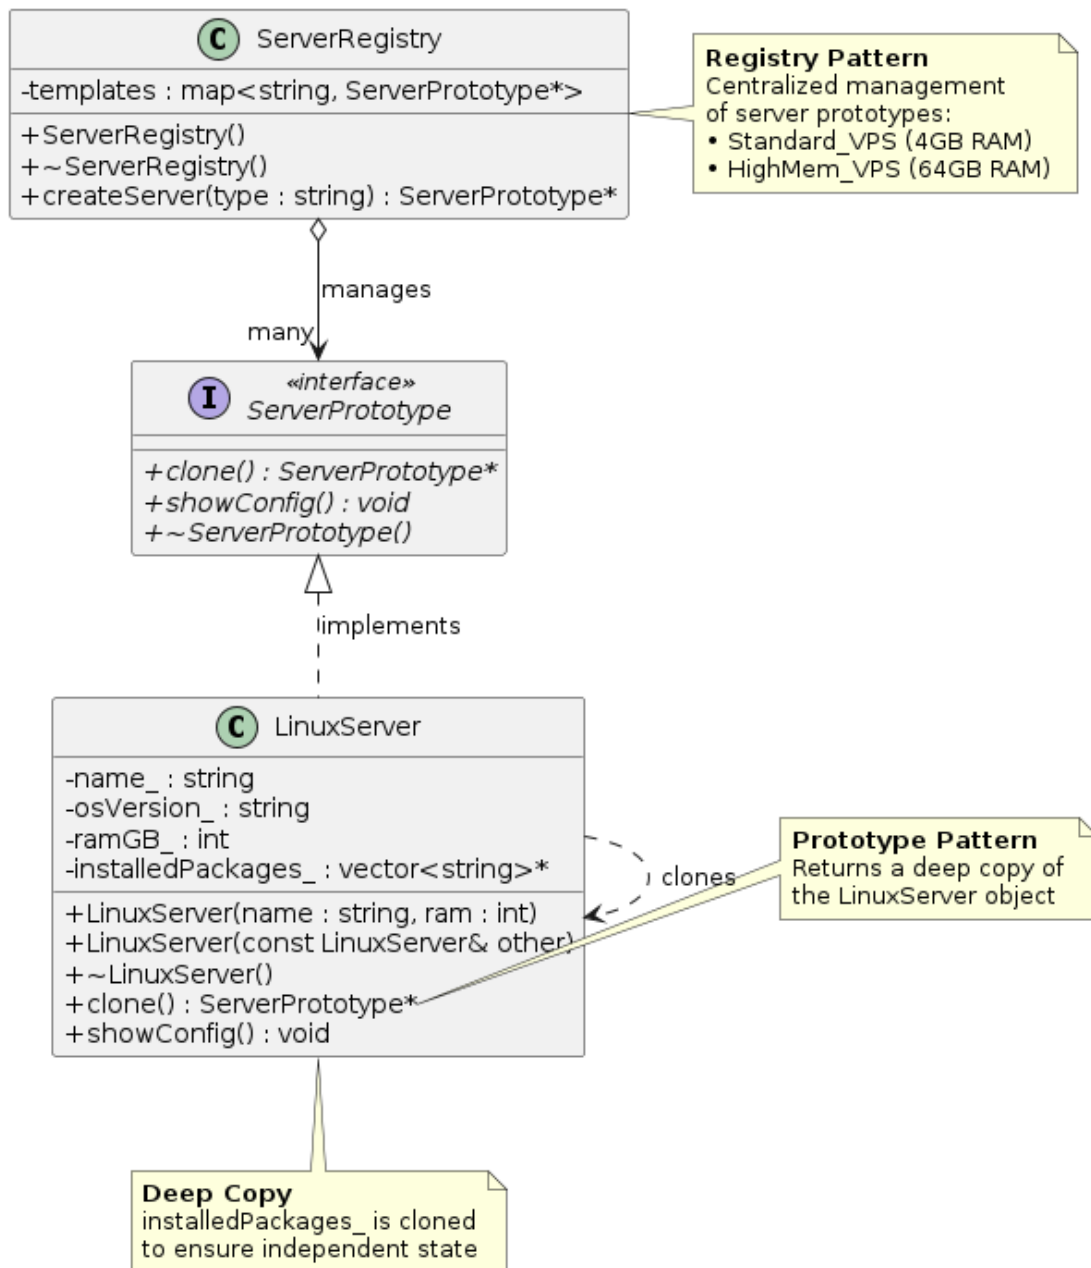 C ServerRegistry
-templates : map<string, ServerPrototype*>
+ServerRegistry()
+~ServerRegistry()
+createServer(type : string) : ServerPrototype*
Registry Pattern
Centralized management
of server prototypes:
• Standard_VPS (4GB RAM)
• HighMem_VPS (64GB RAM)
manages
many
«interface»
I ServerPrototype
+clone() : ServerPrototype*
+showConfig() : void
+~ServerPrototype()
implements
C LinuxServer
-name_ : string
-osVersion_ : string
-ramGB_ : int
-installedPackages_ : vector<string>*
+LinuxServer(name : string, ram : int)
+LinuxServer(const LinuxServer& other)
+~LinuxServer()
+clone() : ServerPrototype*
+showConfig() : void
clones
Prototype Pattern
Returns a deep copy of
the LinuxServer object
Deep Copy
installedPackages_ is cloned
to ensure independent state